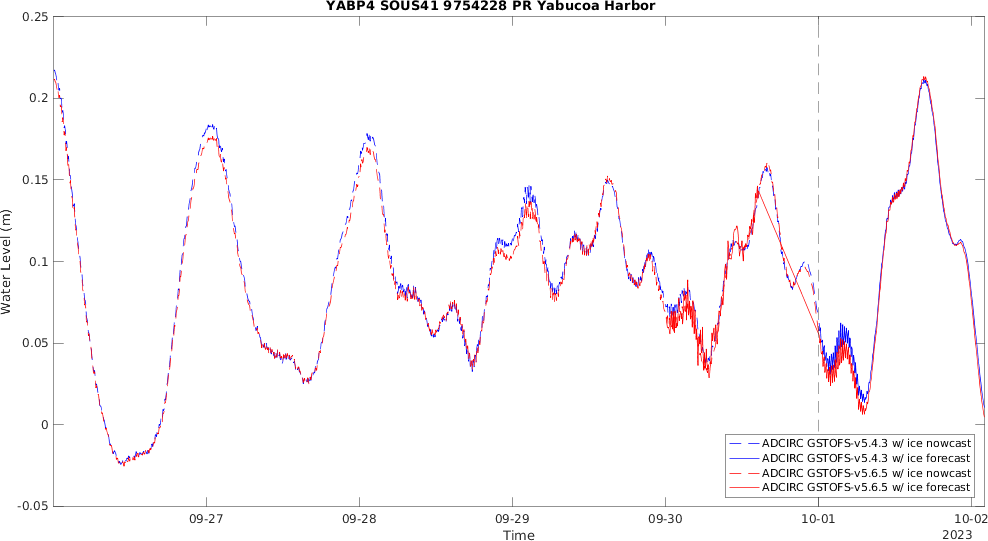 YABP4 SOUS41 9754228 PR Yabucoa Harbor
0.25
0.2
0.15
0.1
0.05
0
-0.05
Water Level (m)
09-27 09-28 09-29 09-30 10-01 10-02
Time
2023
ADCIRC GSTOFS-v5.4.3 w/ ice nowcast
ADCIRC GSTOFS-v5.4.3 w/ ice forecast
ADCIRC GSTOFS-v5.6.5 w/ ice nowcast
ADCIRC GSTOFS-v5.6.5 w/ ice forecast